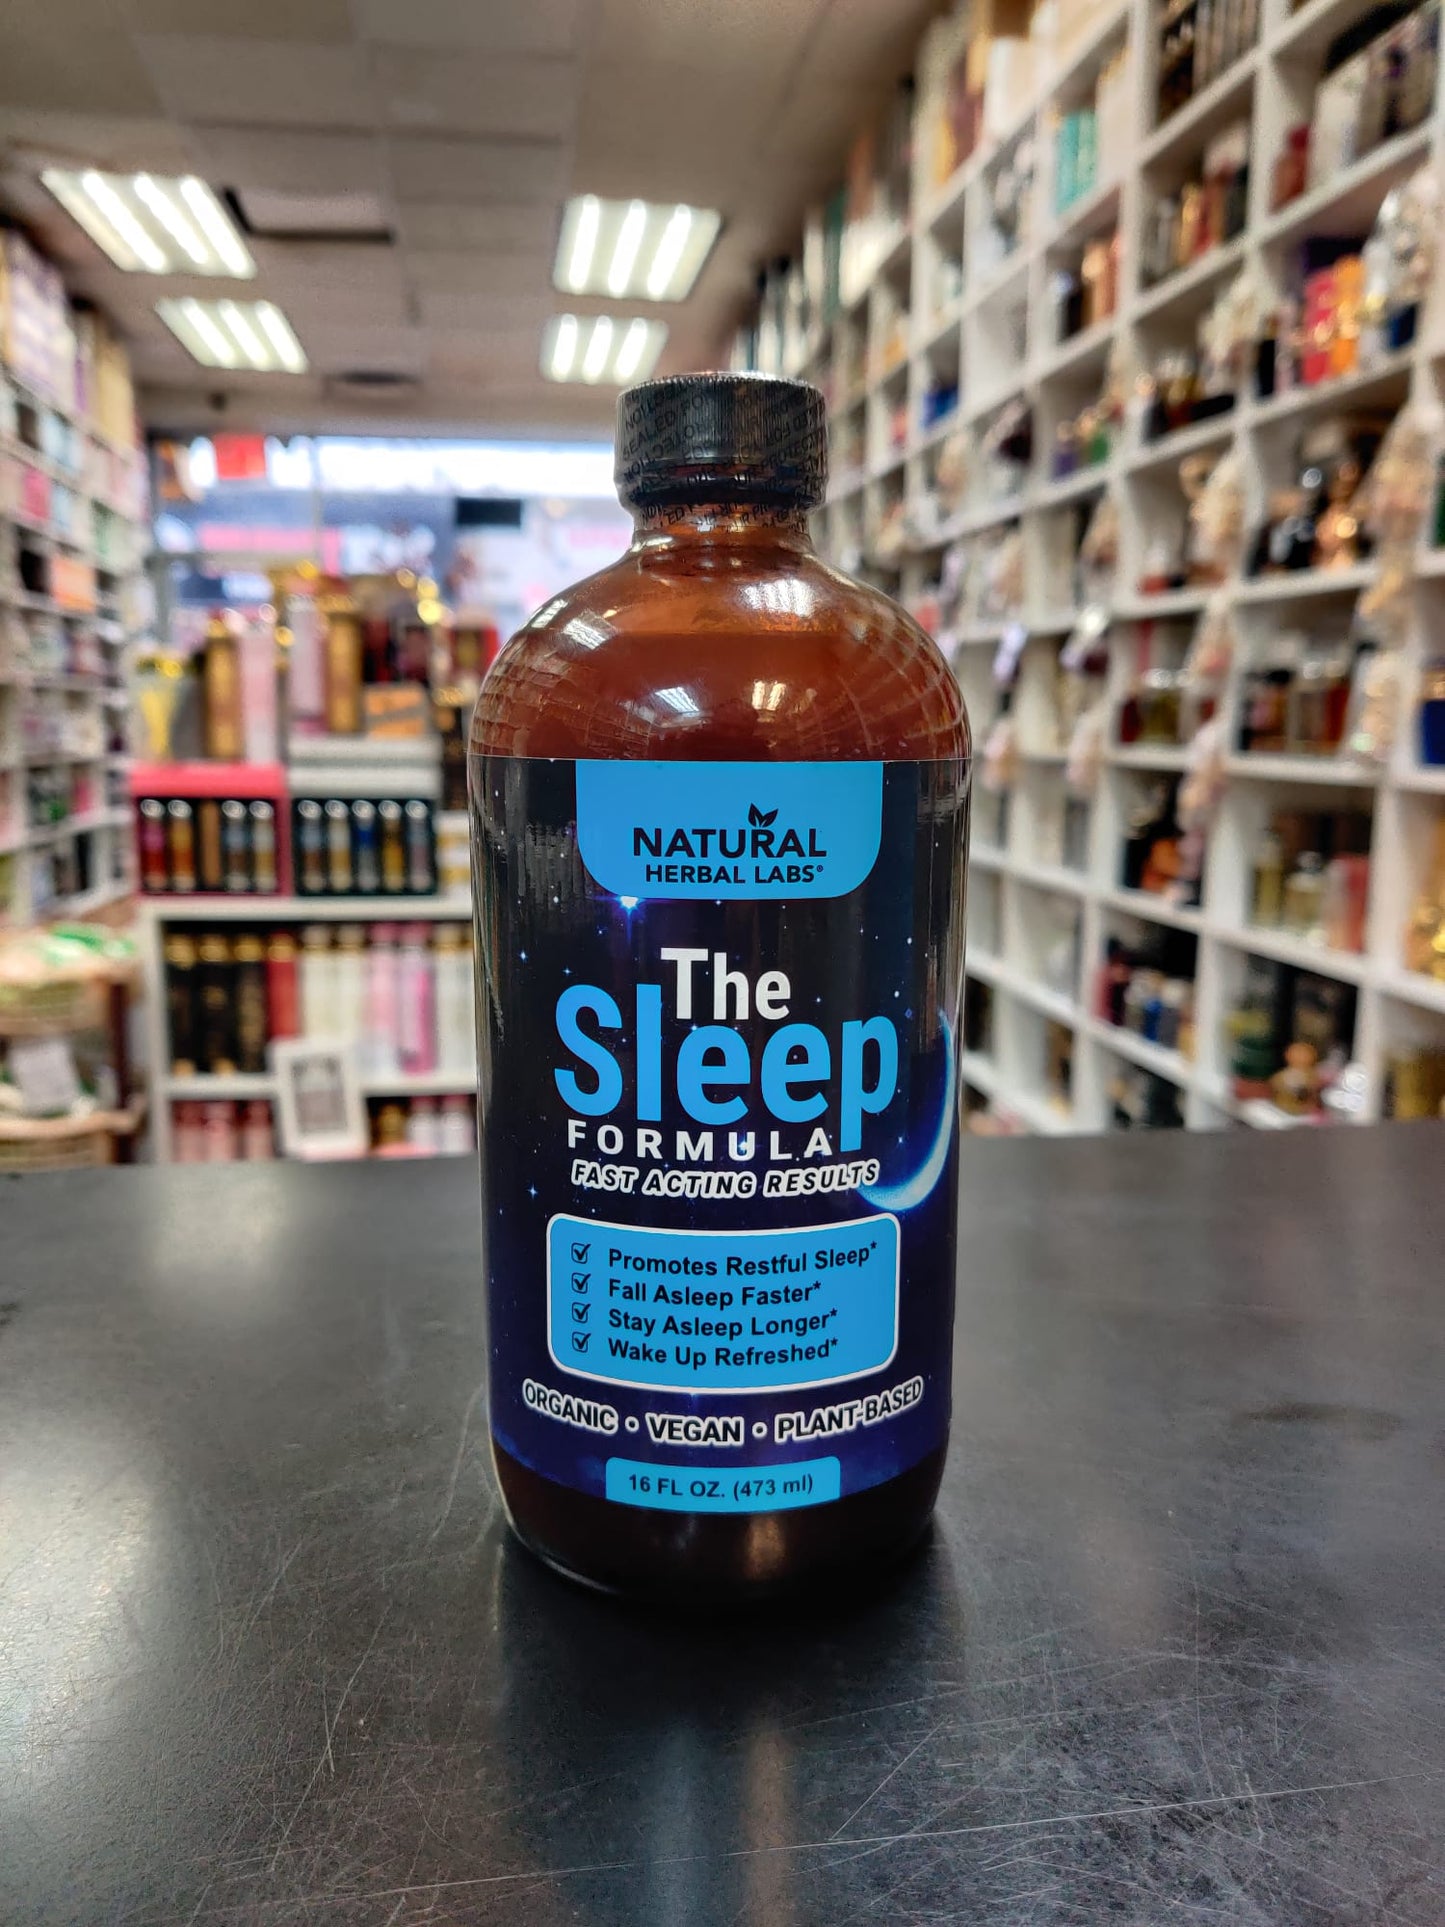 NATURAL
HERBAL LABS®
The
Sleep
FORMULA
FAST ACTING RESULTS
Promotes Restful Sleep*
Fall Asleep Faster*
Stay Asleep Longer*
Wake Up Refreshed*
ORGANIC • VEGAN • PLANT-BASED
16 FL OZ. (473 ml)